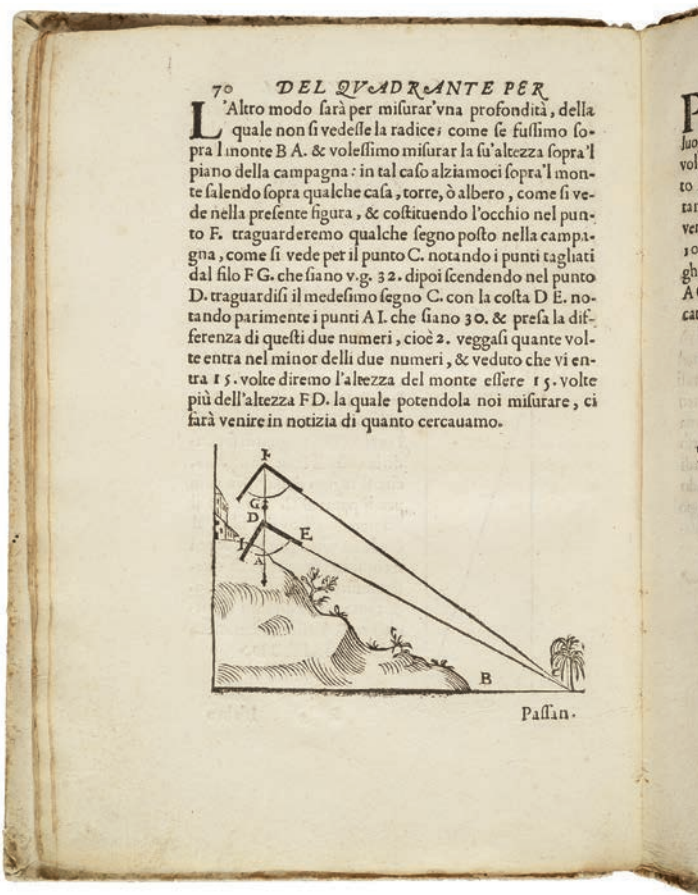 70 DEL QVADRANTE PER
L'Altro modo sarà per misurar'vna profondità, della
quale non si vedesse la radice; come se fussimo so-
pra l monte B A. & volessimo misurar la su'altezza sopra'l
piano della campagna: in tal caso alziamoci sopra'l mon-
te salendo sopra qualche casa, torre, ò albero, come si ve-
de nella presente figura, & costituendo l'occhio nel pun-
to F. traguarderemo qualche segno posto nella campa-
gna, come si vede per il punto C. notando i punti tagliati
dal filo F G. che siano v.g. 32. dipoi scendendo nel punto
D. traguardisi il medesimo segno C. con la costa D E. no-
tando parimente i punti A I. che siano 30. & presa la dif-
ferenza di questi due numeri, cioè 2. veggasi quante vol-
te entra nel minor delli due numeri, & veduto che vi en-
tra 15. volte diremo l'altezza del monte essere 15. volte
più dell'altezza F D. la quale potendola noi misurare, ci
farà venire in notizia di quanto cercauamo.
F
G
D
E
I
A
B
Passan.